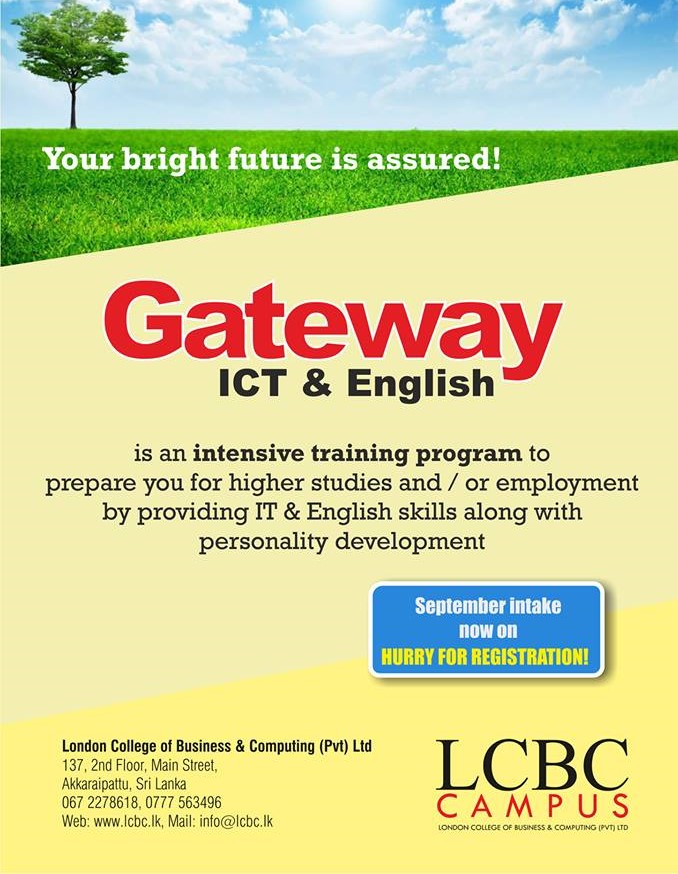 Your bright future is assured!
Gateway
ICT & English
is an intensive training program to
prepare you for higher studies and / or employment
by providing IT & English skills along with
personality development
September intake
now on
HURRY FOR REGISTRATION!
London College of Business & Computing (Pvt) Ltd
137, 2nd Floor, Main Street,
Akkaraipattu, Sri Lanka
067 2278618, 0777 563496
Web: www.lcbc.lk, Mail: info@lcbc.lk
LCBC
CAMPUS
LONDON COLLEGE OF BUSINESS & COMPUTING (PVT) LTD